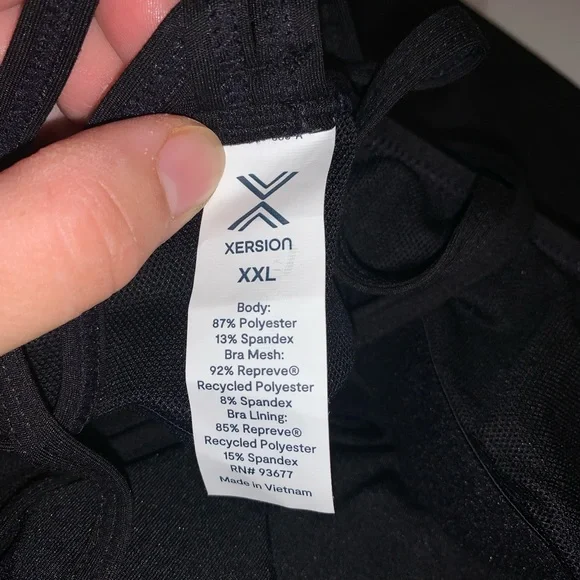 XERSION
XXL
Body:
87% Polyester
13% Spandex
Bra Mesh:
92% Repreve®
Recycled Polyester
8% Spandex
Bra Lining:
85% Repreve®
Recycled Polyester
15% Spandex
RN# 93677
Made in Vietnam